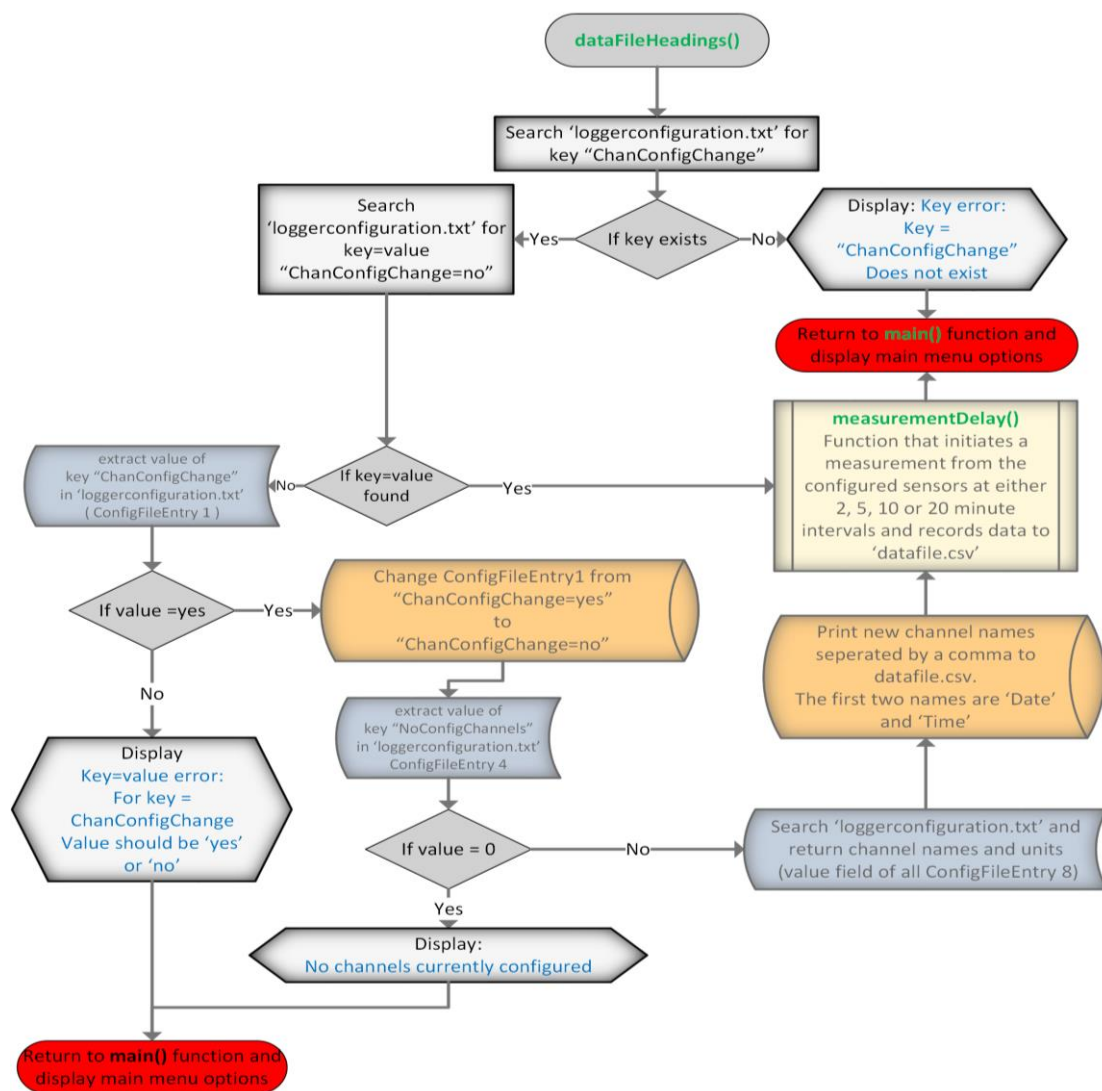 dataFileHeadings()
Search ‘loggerconfiguration.txt’ for
key “ChanConfigChange”
Search
‘loggerconfiguration.txt’ for
key=value
“ChanConfigChange=no”
Yes
If key exists
No
Display: Key error:
Key =
“ChanConfigChange”
Does not exist
Return to main() function and
display main menu options
measurementDelay()
Function that initiates a
measurement from the
configured sensors at either
2, 5, 10 or 20 minute
intervals and records data to
‘datafile.csv’
extract value of
key “ChanConfigChange”
in ‘loggerconfiguration.txt’
( ConfigFileEntry 1 )
No
If key=value
found
Yes
If value =yes
Yes
Change ConfigFileEntry1 from
“ChanConfigChange=yes”
to
“ChanConfigChange=no”
Print new channel names
seperated by a comma to
datafile.csv.
The first two names are ‘Date’
and ‘Time’
No
extract value of
key “NoConfigChannels”
in ‘loggerconfiguration.txt’
ConfigFileEntry 4
Display
Key=value error:
For key =
ChanConfigChange
Value should be ‘yes’
or ‘no’
If value = 0
No
Search ‘loggerconfiguration.txt’ and
return channel names and units
(value field of all ConfigFileEntry 8)
Yes
Display:
No channels currently configured
Return to main() function and
display main menu options